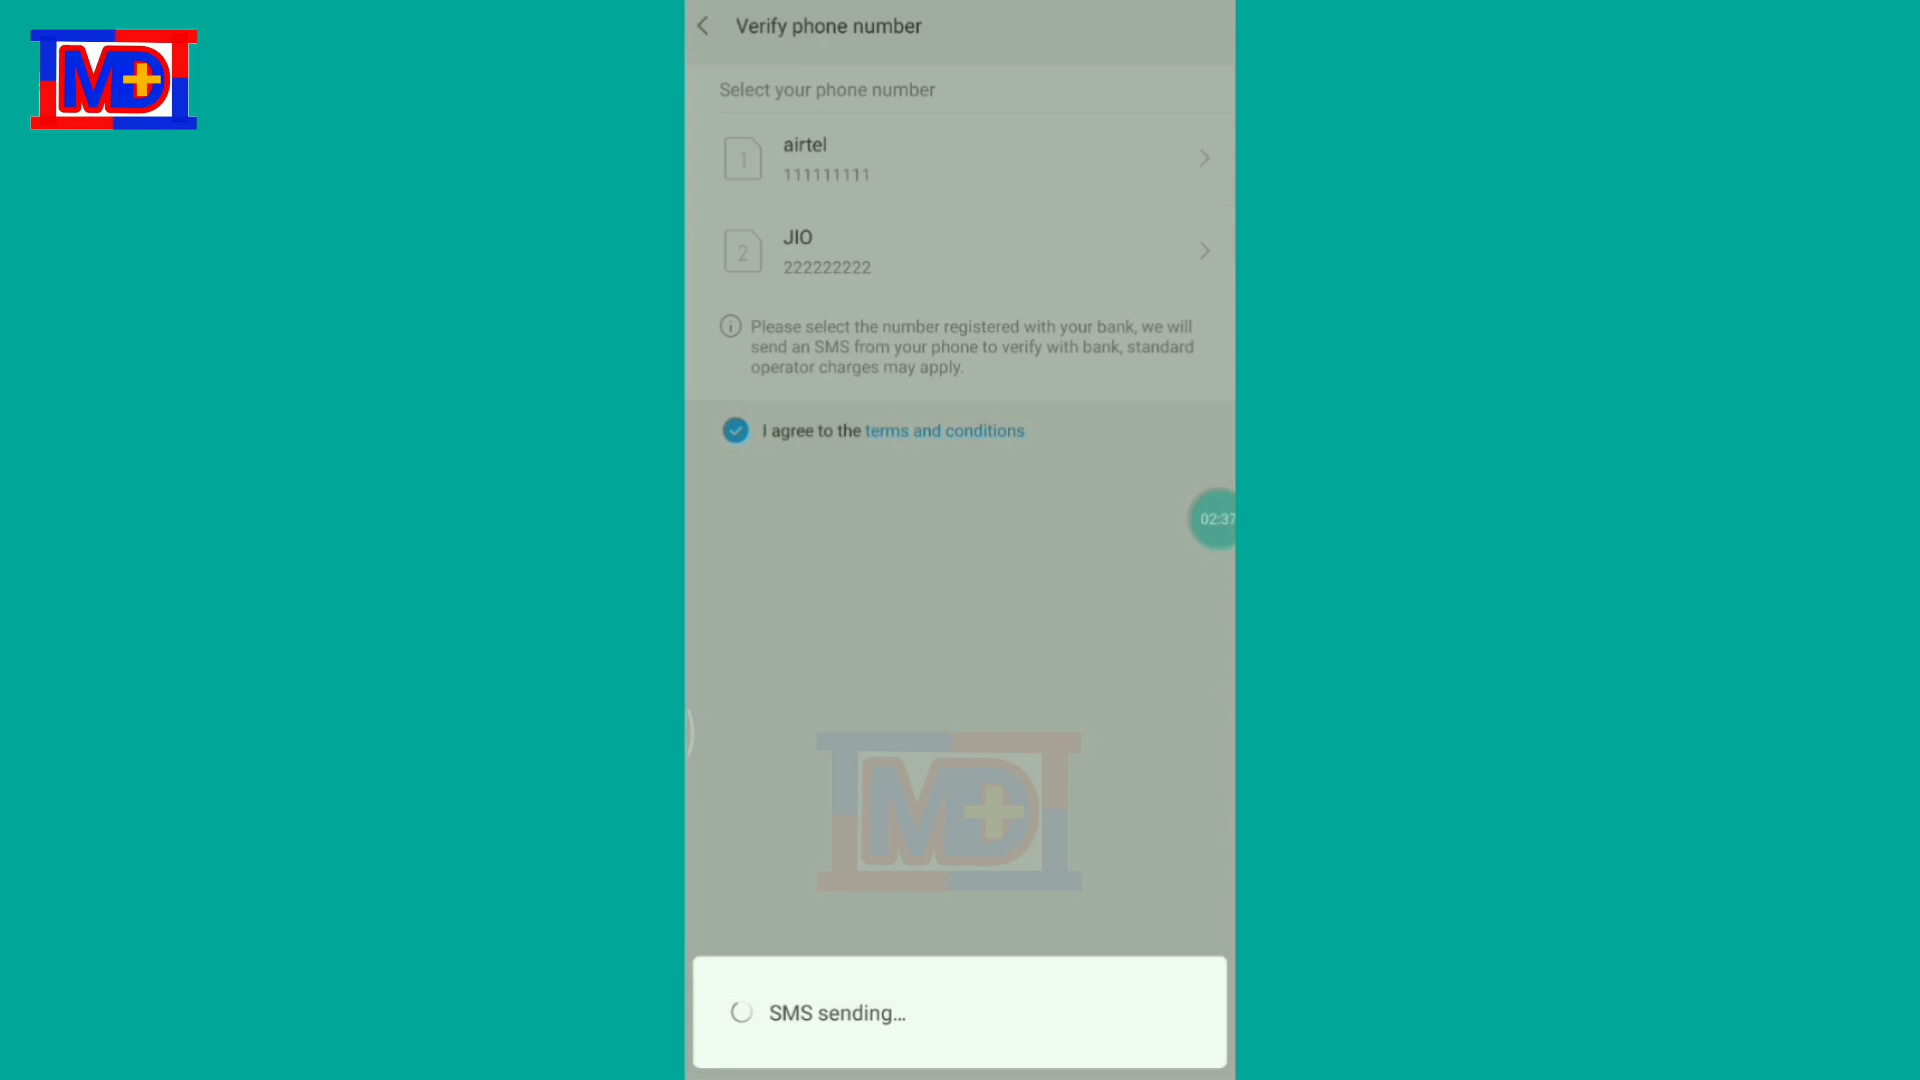 MD+
Verify phone number
Select your phone number
1
airtel
111111111
2
JIO
222222222
Please select the number registered with your bank, we will
send an SMS from your phone to verify with bank, standard
operator charges may apply.
I agree to the terms and conditions
02:37
MD+
SMS sending...